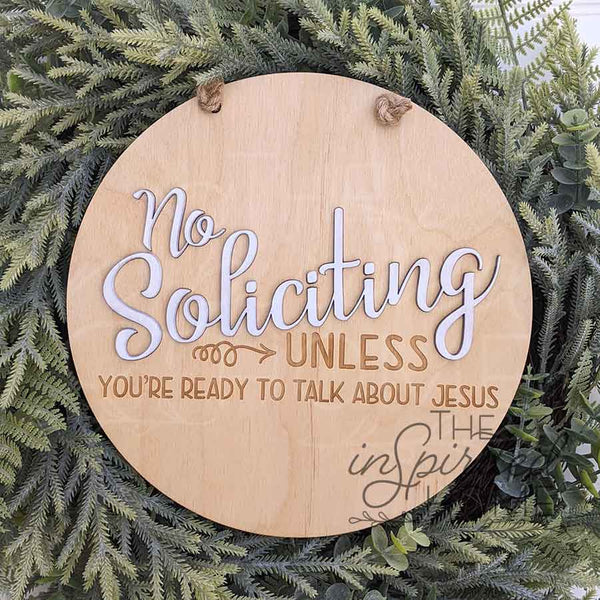 No
Soliciting
UNLESS
YOU'RE READY TO TALK ABOUT JESUS
THE